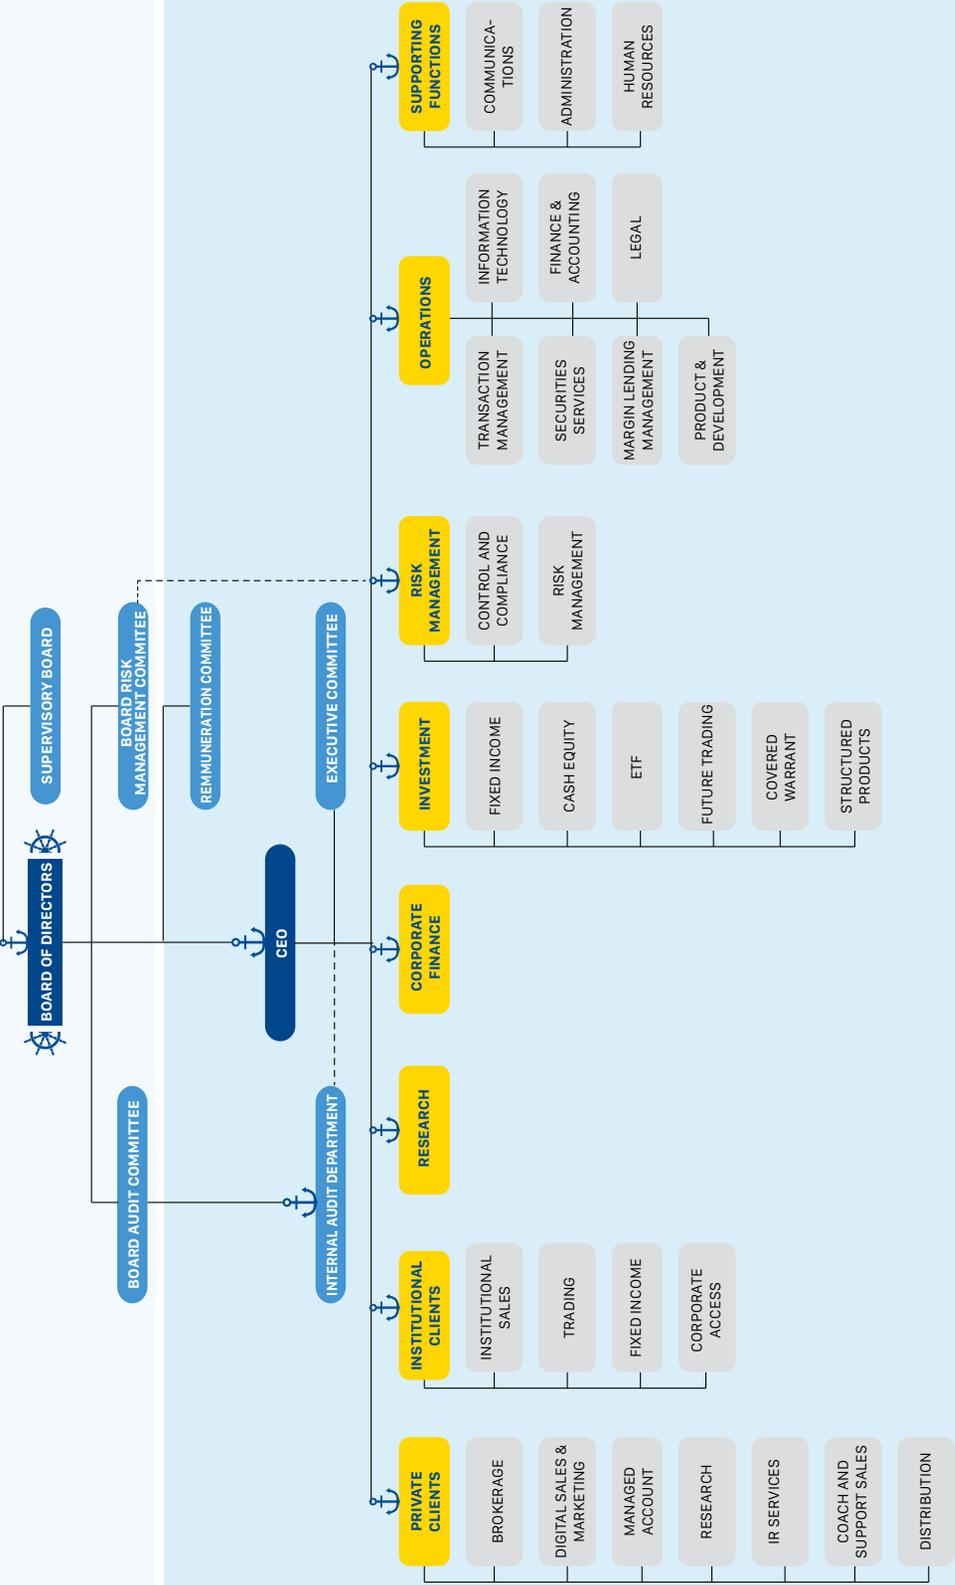 BOARD OF DIRECTORS
SUPERVISORY BOARD
BOARD AUDIT COMMITTEE
BOARD RISK
MANAGEMENT COMMITEE
REMMUNERATION COMMITTEE
CEO
INTERNAL AUDIT DEPARTMENT
EXECUTIVE COMMITTEE
PRIVATE
CLIENTS
BROKERAGE
DIGITAL SALES &
MARKETING
MANAGED
ACCOUNT
RESEARCH
IR SERVICES
COACH AND
SUPPORT SALES
DISTRIBUTION
INSTITUTIONAL
CLIENTS
INSTITUTIONAL
SALES
TRADING
FIXED INCOME
CORPORATE
ACCESS
RESEARCH
CORPORATE
FINANCE
INVESTMENT
FIXED INCOME
CASH EQUITY
ETF
FUTURE TRADING
COVERED
WARRANT
STRUCTURED
PRODUCTS
RISK
MANAGEMENT
CONTROL AND
COMPLIANCE
RISK
MANAGEMENT
OPERATIONS
TRANSACTION
MANAGEMENT
INFORMATION
TECHNOLOGY
SECURITIES
SERVICES
FINANCE &
ACCOUNTING
MARGIN LENDING
MANAGEMENT
LEGAL
PRODUCT &
DEVELOPMENT
SUPPORTING
FUNCTIONS
COMMUNICA-
TIONS
ADMINISTRATION
HUMAN
RESOURCES